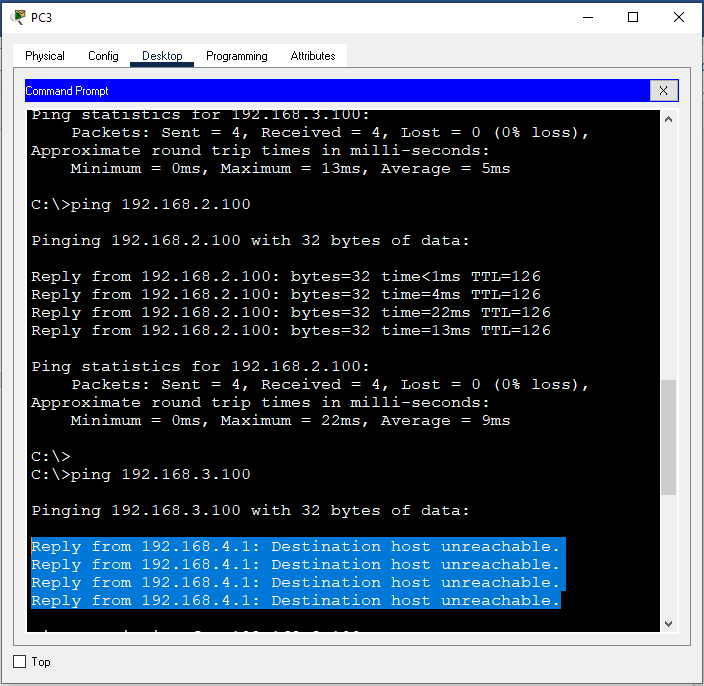 PC3
Physical Config Desktop Programming Attributes
Command Prompt
X
Ping statistics for 192.168.3.100:
Packets: Sent = 4, Received = 4, Lost = 0 (0% loss),
Approximate round trip times in milli-seconds:
Minimum = 0ms, Maximum = 13ms, Average = 5ms
C:\>ping 192.168.2.100
Pinging 192.168.2.100 with 32 bytes of data:
Reply from 192.168.2.100: bytes=32 time<1ms TTL=126
Reply from 192.168.2.100: bytes=32 time=4ms TTL=126
Reply from 192.168.2.100: bytes=32 time=22ms TTL=126
Reply from 192.168.2.100: bytes=32 time=13ms TTL=126
Ping statistics for 192.168.2.100:
Packets: Sent = 4, Received = 4, Lost = 0 (0% loss),
Approximate round trip times in milli-seconds:
Minimum = 0ms, Maximum = 22ms, Average = 9ms
C:\>
C:\>ping 192.168.3.100
Pinging 192.168.3.100 with 32 bytes of data:
Reply from 192.168.4.1: Destination host unreachable.
Reply from 192.168.4.1: Destination host unreachable.
Reply from 192.168.4.1: Destination host unreachable.
Reply from 192.168.4.1: Destination host unreachable.
Top